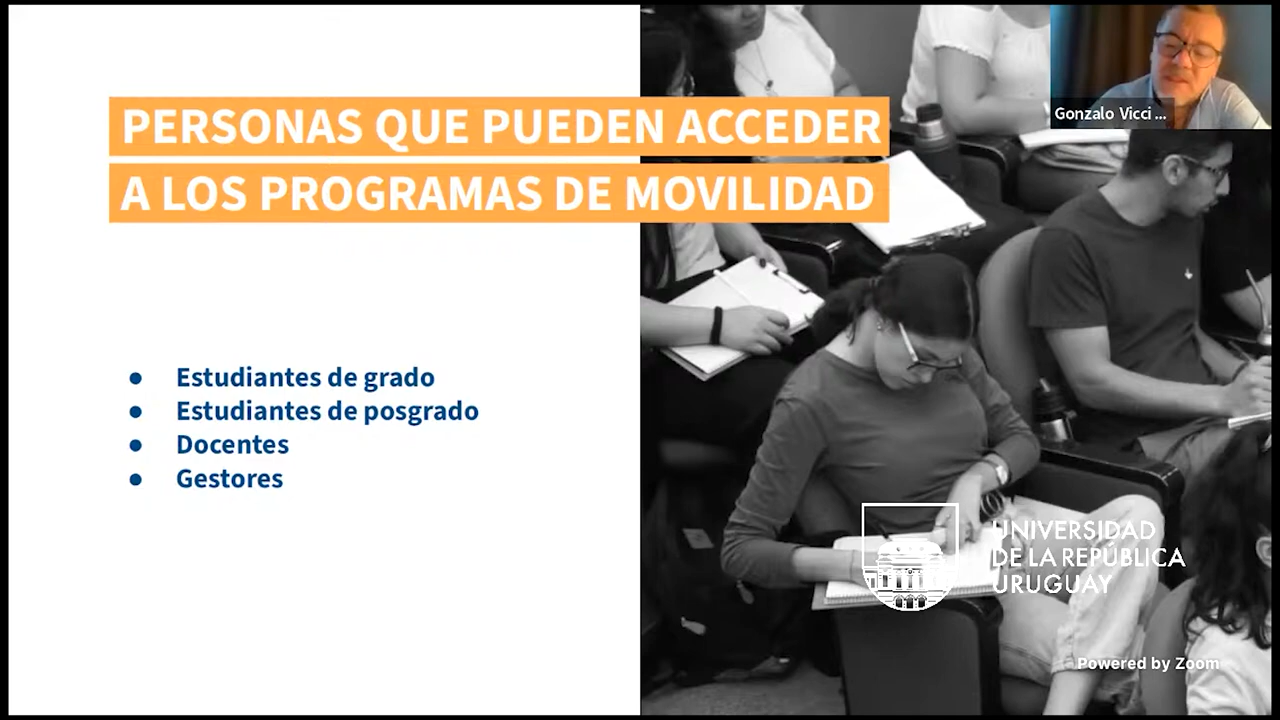 PERSONAS QUE PUEDEN ACCEDER
A LOS PROGRAMAS DE MOVILIDAD
Gonzalo Vicci ...
● Estudiantes de grado
● Estudiantes de posgrado
● Docentes
● Gestores
UNIVERSIDAD
DE LA REPÚBLICA
URUGUAY
Powered by Zoom